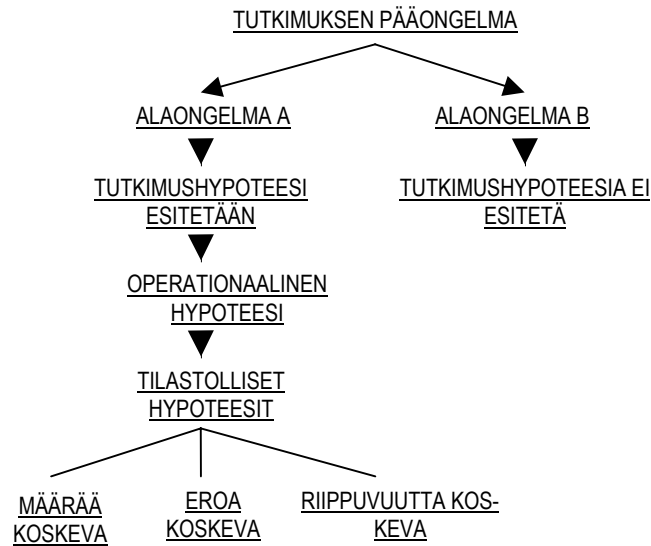 TUTKIMUKSEN PÄÄONGELMA
ALAONGELMA A
ALAONGELMA B
TUTKIMUSHYPOTEESI
ESITETÄÄN
TUTKIMUSHYPOTEESIA EI
ESITETÄ
OPERATIONAALINEN
HYPOTEESI
TILASTOLLISET
HYPOTEESIT
MÄÄRÄÄ
KOSKEVA
EROA
KOSKEVA
RIIPPUVUUTTA KOS-
KEVA